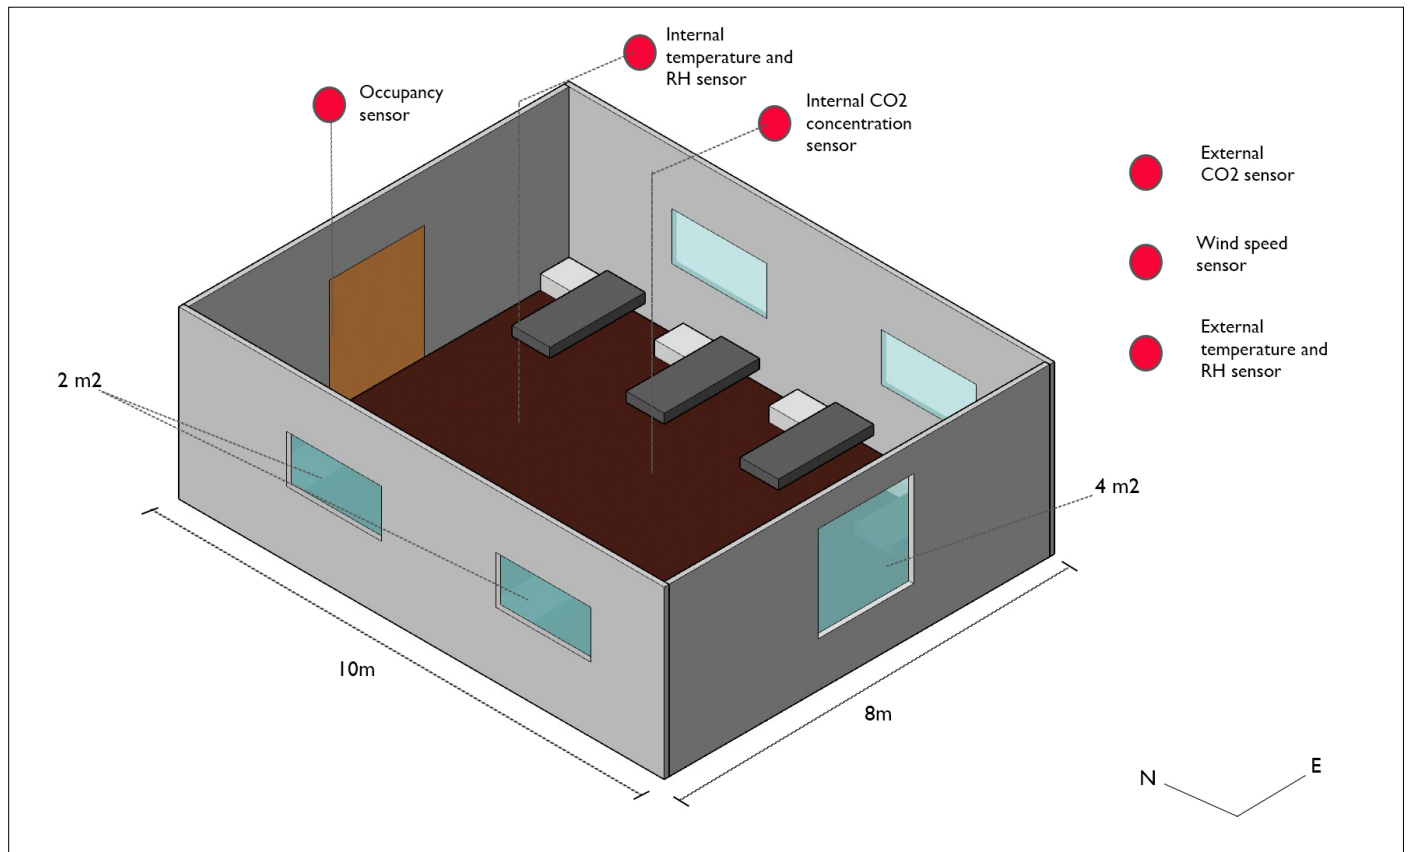 Internal
temperature and
RH sensor
Occupancy
sensor
Internal CO2
concentration
sensor
External
CO2 sensor
Wind speed
sensor
External
temperature and
RH sensor
2 m2
4 m2
10m
8m
N
E